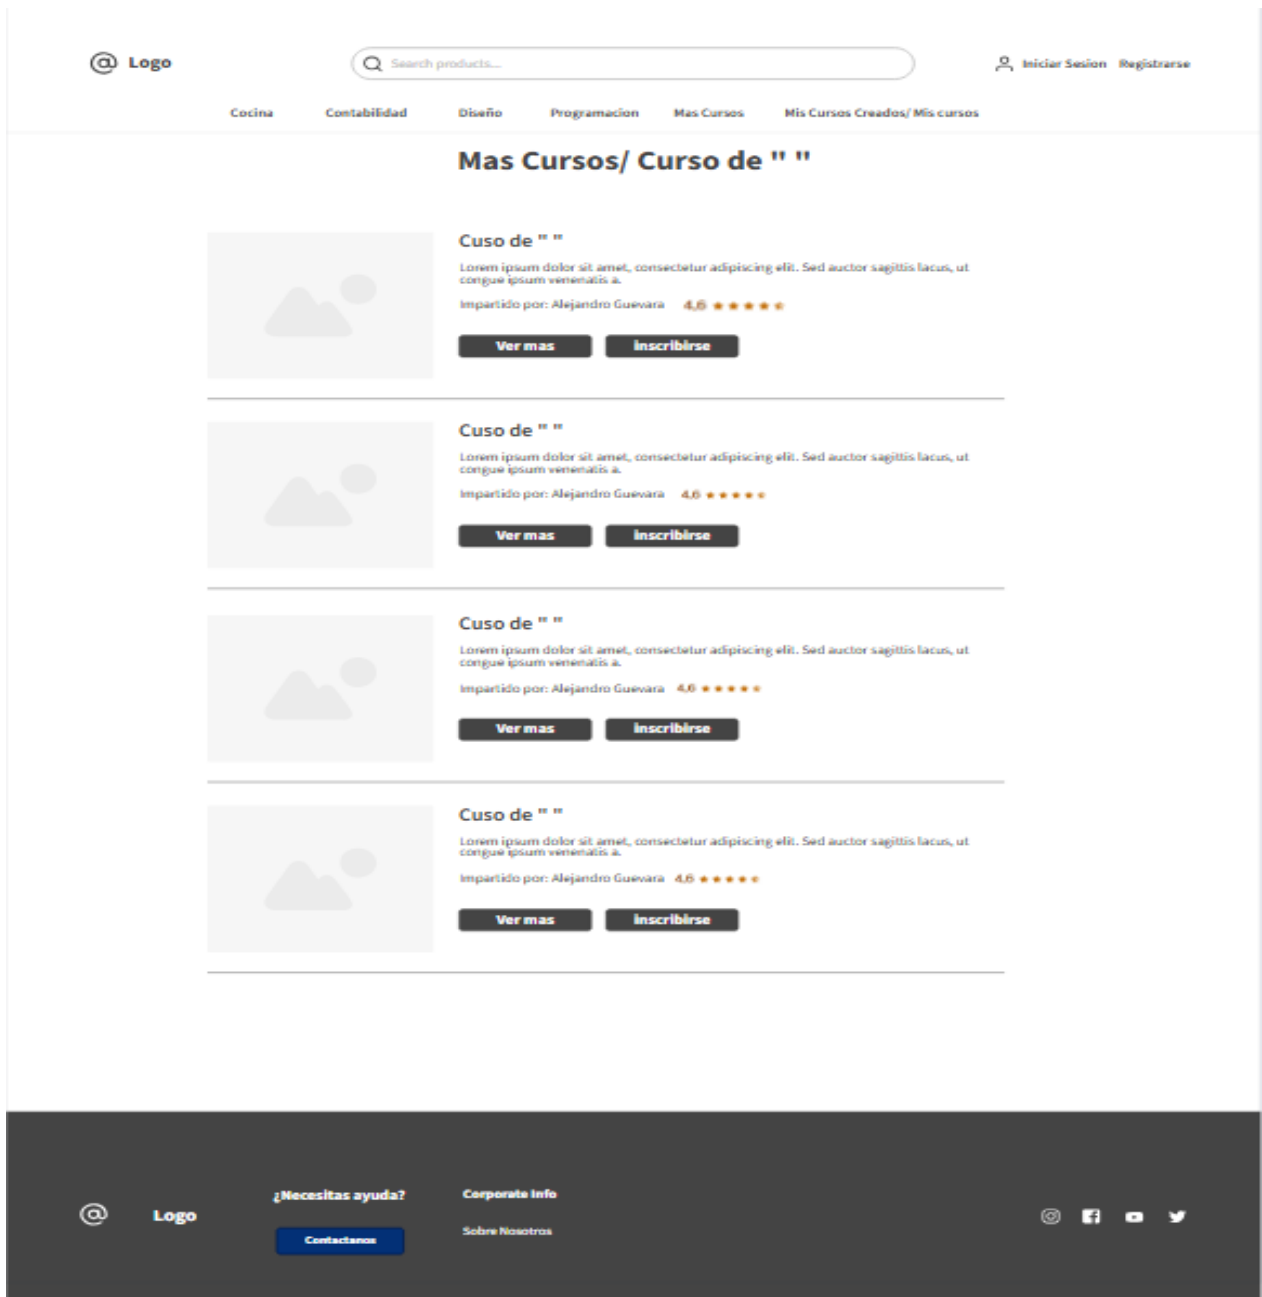 @ Logo
Search products...
Iniciar Sesion Registrarse
Cocina Contabilidad Diseño Programacion Mas Cursos Mis Cursos Creados/ Mis cursos
Mas Cursos/ Curso de " "
Cuso de " "
Lorem ipsum dolor sit amet, consectetur adipiscing elit. Sed auctor sagittis lacus, ut
congue ipsum venenatis a.
Impartido por: Alejandro Guevara 4,6
Ver mas inscribirse
Cuso de " "
Lorem ipsum dolor sit amet, consectetur adipiscing elit. Sed auctor sagittis lacus, ut
congue ipsum venenatis a.
Impartido por: Alejandro Guevara 4,6
Ver mas inscribirse
Cuso de " "
Lorem ipsum dolor sit amet, consectetur adipiscing elit. Sed auctor sagittis lacus, ut
congue ipsum venenatis a.
Impartido por: Alejandro Guevara 4,6
Ver mas inscribirse
Cuso de " "
Lorem ipsum dolor sit amet, consectetur adipiscing elit. Sed auctor sagittis lacus, ut
congue ipsum venenatis a.
Impartido por: Alejandro Guevara 4,6
Ver mas inscribirse
@ Logo
¿Necesitas ayuda?
Contactanos
Corporate Info
Sobre Nosotros